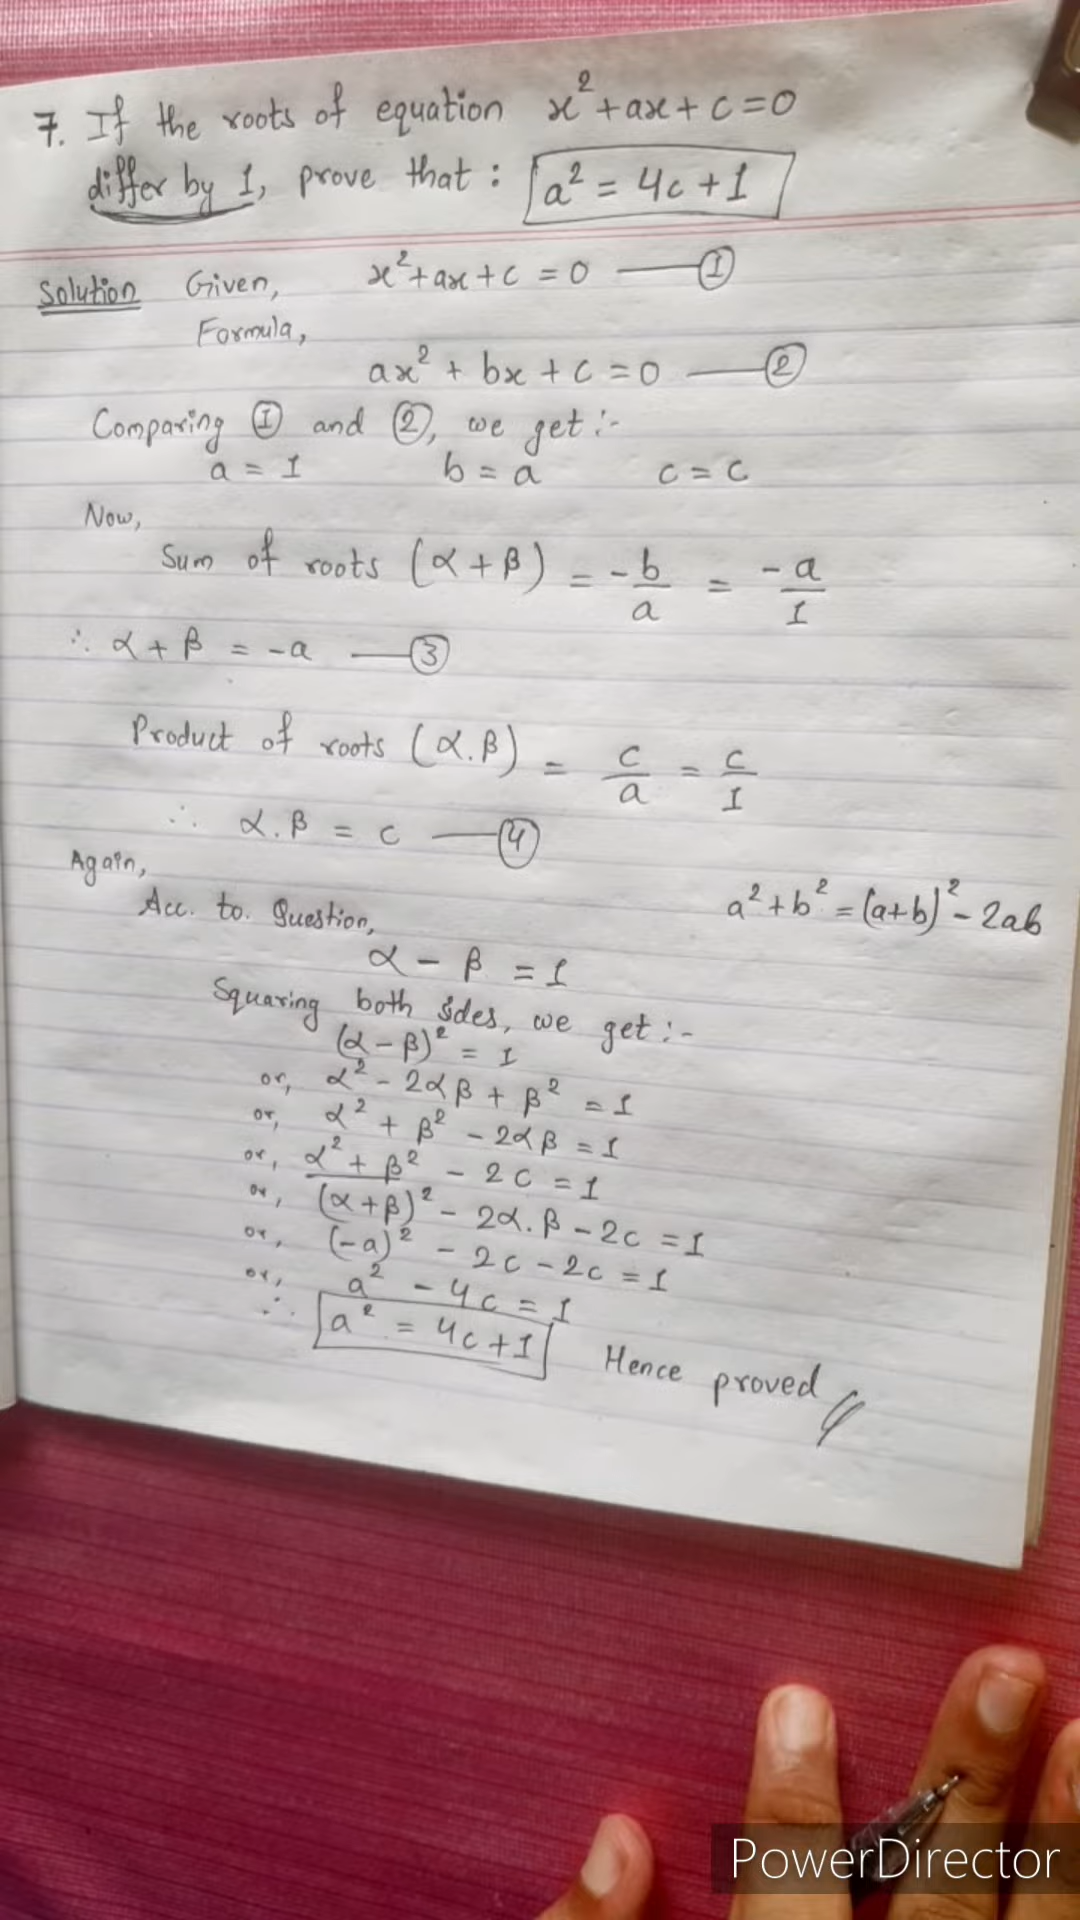 7. If the roots of equation x² + ax + c = 0
differ by 1, prove that : a² = 4c + 1
Solution Given, x² + ax + c = 0 —— ①
Formula,
ax² + bx + c = 0 —— ②
Comparing ① and ②, we get :-
a = 1 b = a c = c
Now,
Sum of roots (α + β) = -b/a = -a/1
∴ α + β = -a —— ③
Product of roots (α.β) = c/a = c/1
∴ α.β = c —— ④
Again,
Acc. to. Question, a² + b² = (a+b)² - 2ab
α - β = 1
Squaring both sides, we get :-
(α - β)² = 1
or, α² - 2αβ + β² = 1
or, α² + β² - 2αβ = 1
or, α² + β² - 2c = 1
or, (α + β)² - 2α.β - 2c = 1
or, (-a)² - 2c - 2c = 1
or, a² - 4c = 1
∴ a² = 4c + 1 Hence proved
PowerDirector